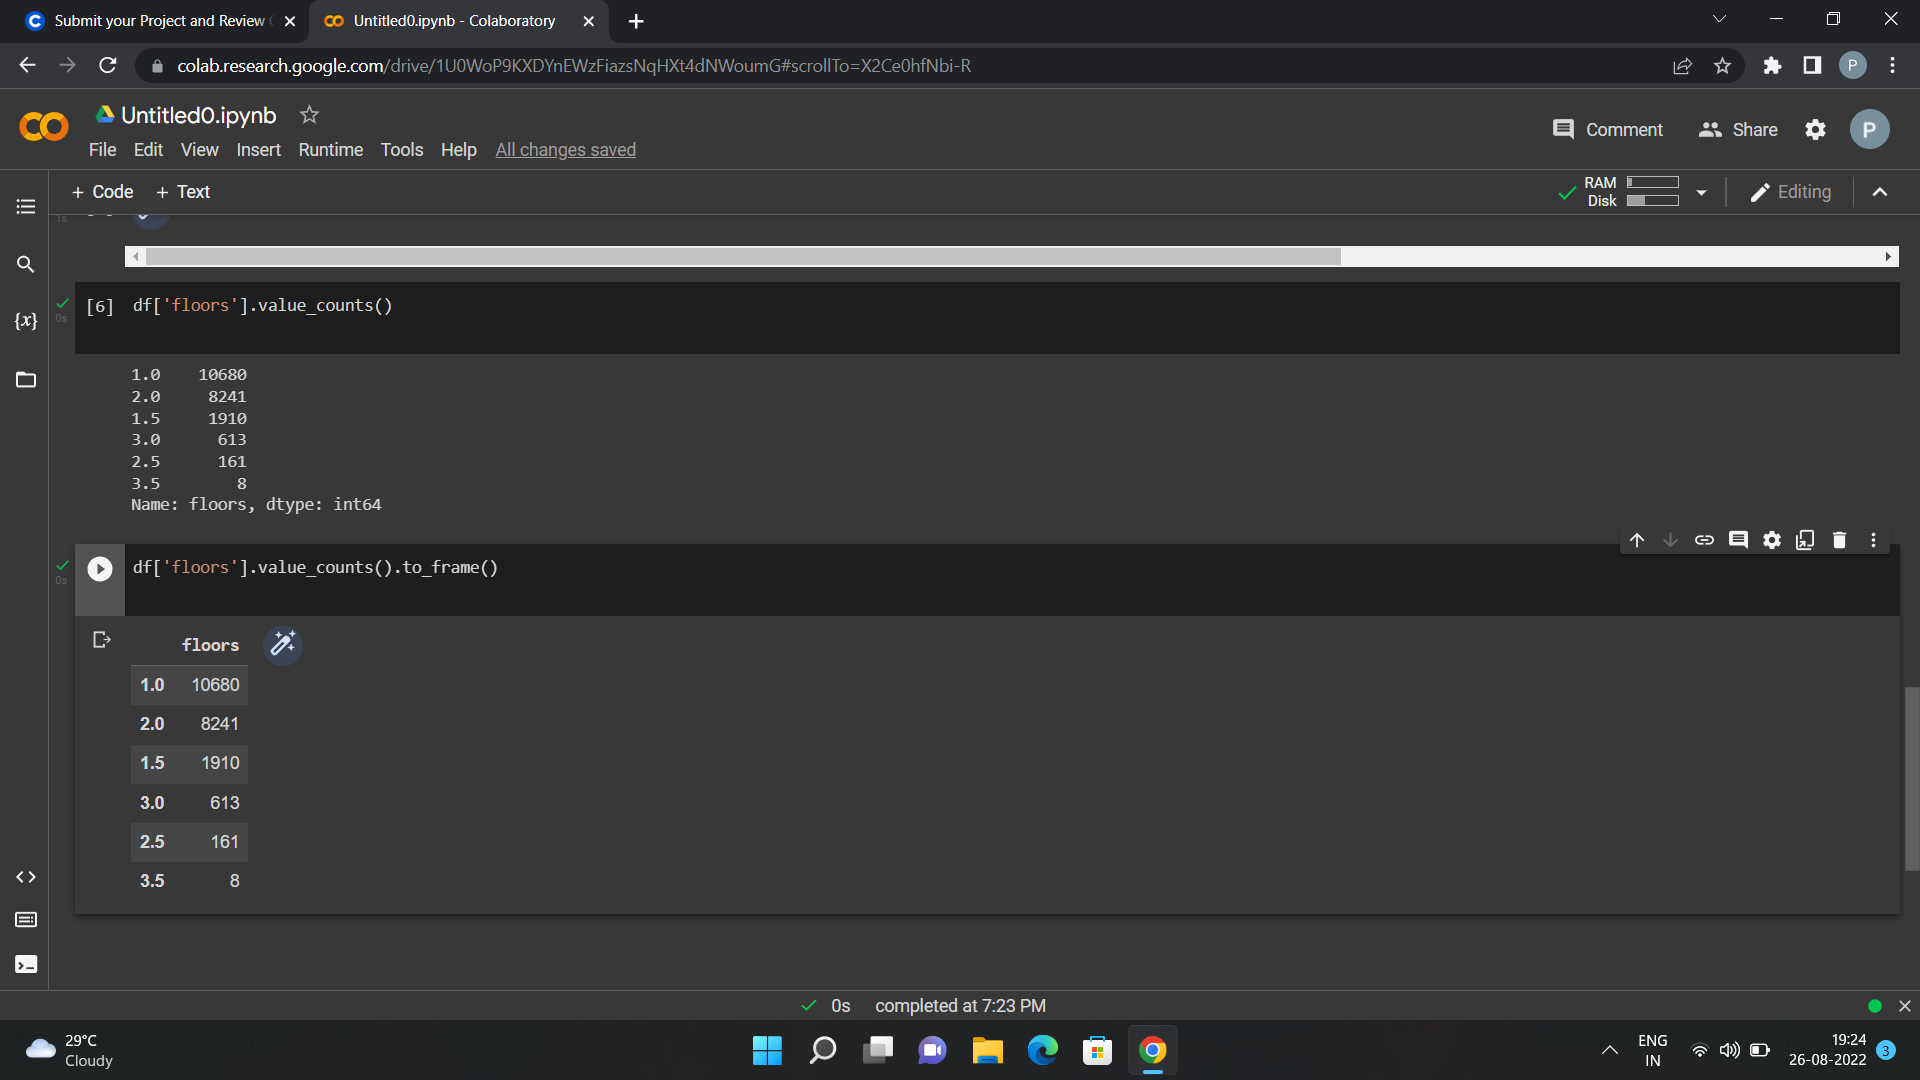 Submit your Project and Review
Untitled0.ipynb - Colaboratory
colab.research.google.com/drive/1U0WoP9KXDYnEWzFiazsNqHXt4dNWoumG#scrollTo=X2Ce0hfNbi-R
P
Untitled0.ipynb
Comment
Share
P
File Edit View Insert Runtime Tools Help All changes saved
+ Code + Text
RAM
Disk
Editing
1s
[6] df['floors'].value_counts()
0s
1.0 10680
2.0 8241
1.5 1910
3.0 613
2.5 161
3.5 8
Name: floors, dtype: int64
df['floors'].value_counts().to_frame()
0s
floors
1.0 10680
2.0 8241
1.5 1910
3.0 613
2.5 161
3.5 8
0s completed at 7:23 PM
29°C
Cloudy
ENG
IN
19:24
26-08-2022
3